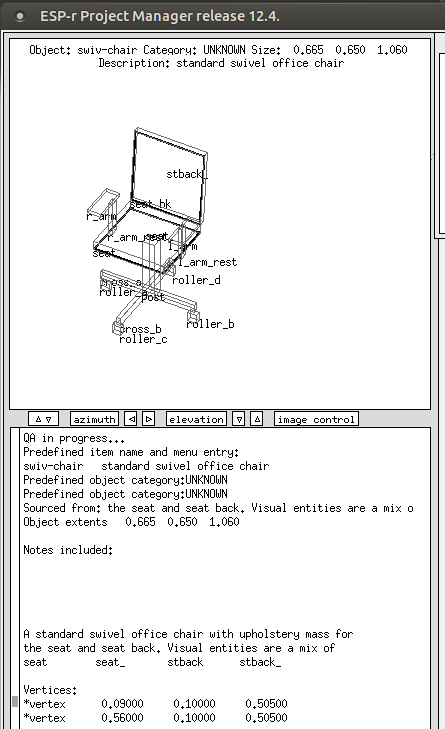 ESP-r Project Manager release 12.4.
Object: swiv-chair Category: UNKNOWN Size: 0.665 0.650 1.060
Description: standard swivel office chair
stback_
seat_bk
r_arm
r_arm_rest
l_arm
seat
l_arm_rest
cross_a
roller_d
roller_a
post
cross_b
roller_b
roller_c
azimuth
elevation
image control
QA in progress...
Predefined item name and menu entry:
swiv-chair standard swivel office chair
Predefined object category:UNKNOWN
Predefined object category:UNKNOWN
Sourced from: the seat and seat back. Visual entities are a mix o
Object extents 0.665 0.650 1.060
Notes included:
A standard swivel office chair with upholstery mass for
the seat and seat back. Visual entities are a mix of
seat seat_ stback stback_
Vertices:
*vertex 0.09000 0.10000 0.50500
*vertex 0.56000 0.10000 0.50500